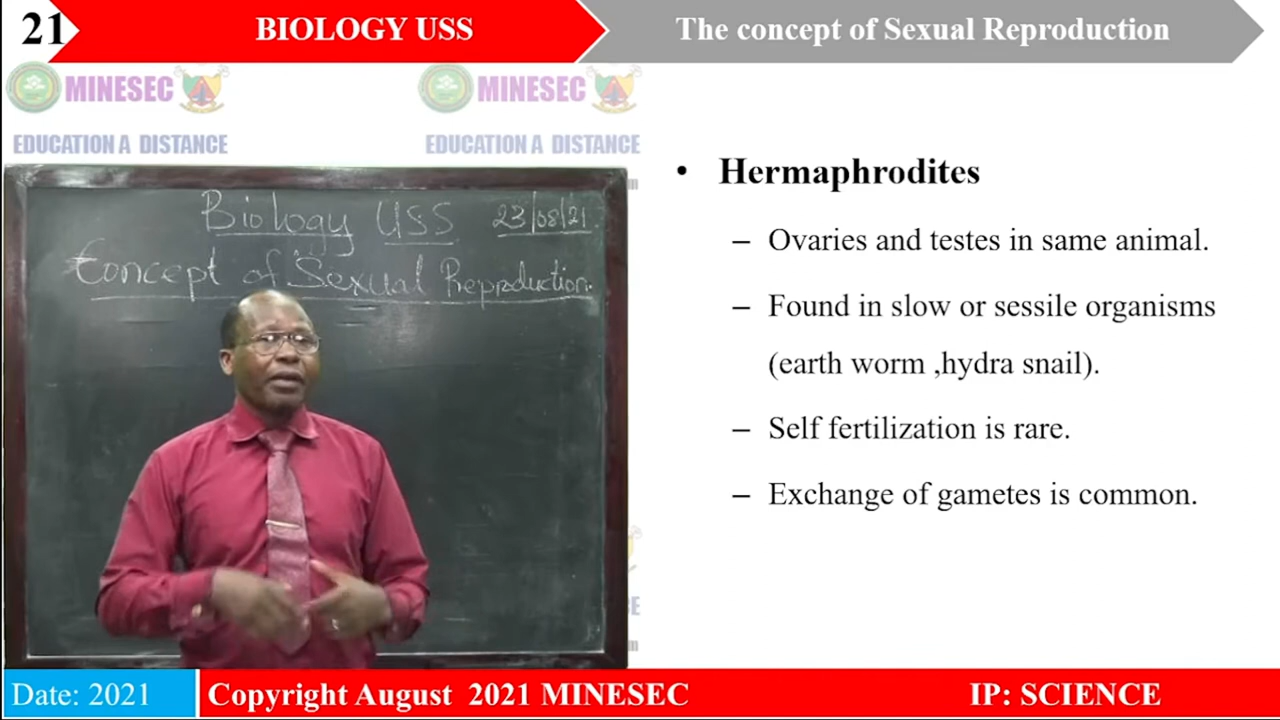 21
BIOLOGY USS
The concept of Sexual Reproduction
MINESEC
MINESEC
EDUCATION A DISTANCE
EDUCATION A DISTANCE
Biology USS 23/08/21
Concept of Sexual Reproduction.
• Hermaphrodites
– Ovaries and testes in same animal.
– Found in slow or sessile organisms
(earth worm ,hydra snail).
– Self fertilization is rare.
– Exchange of gametes is common.
Date: 2021
Copyright August 2021 MINESEC
IP: SCIENCE